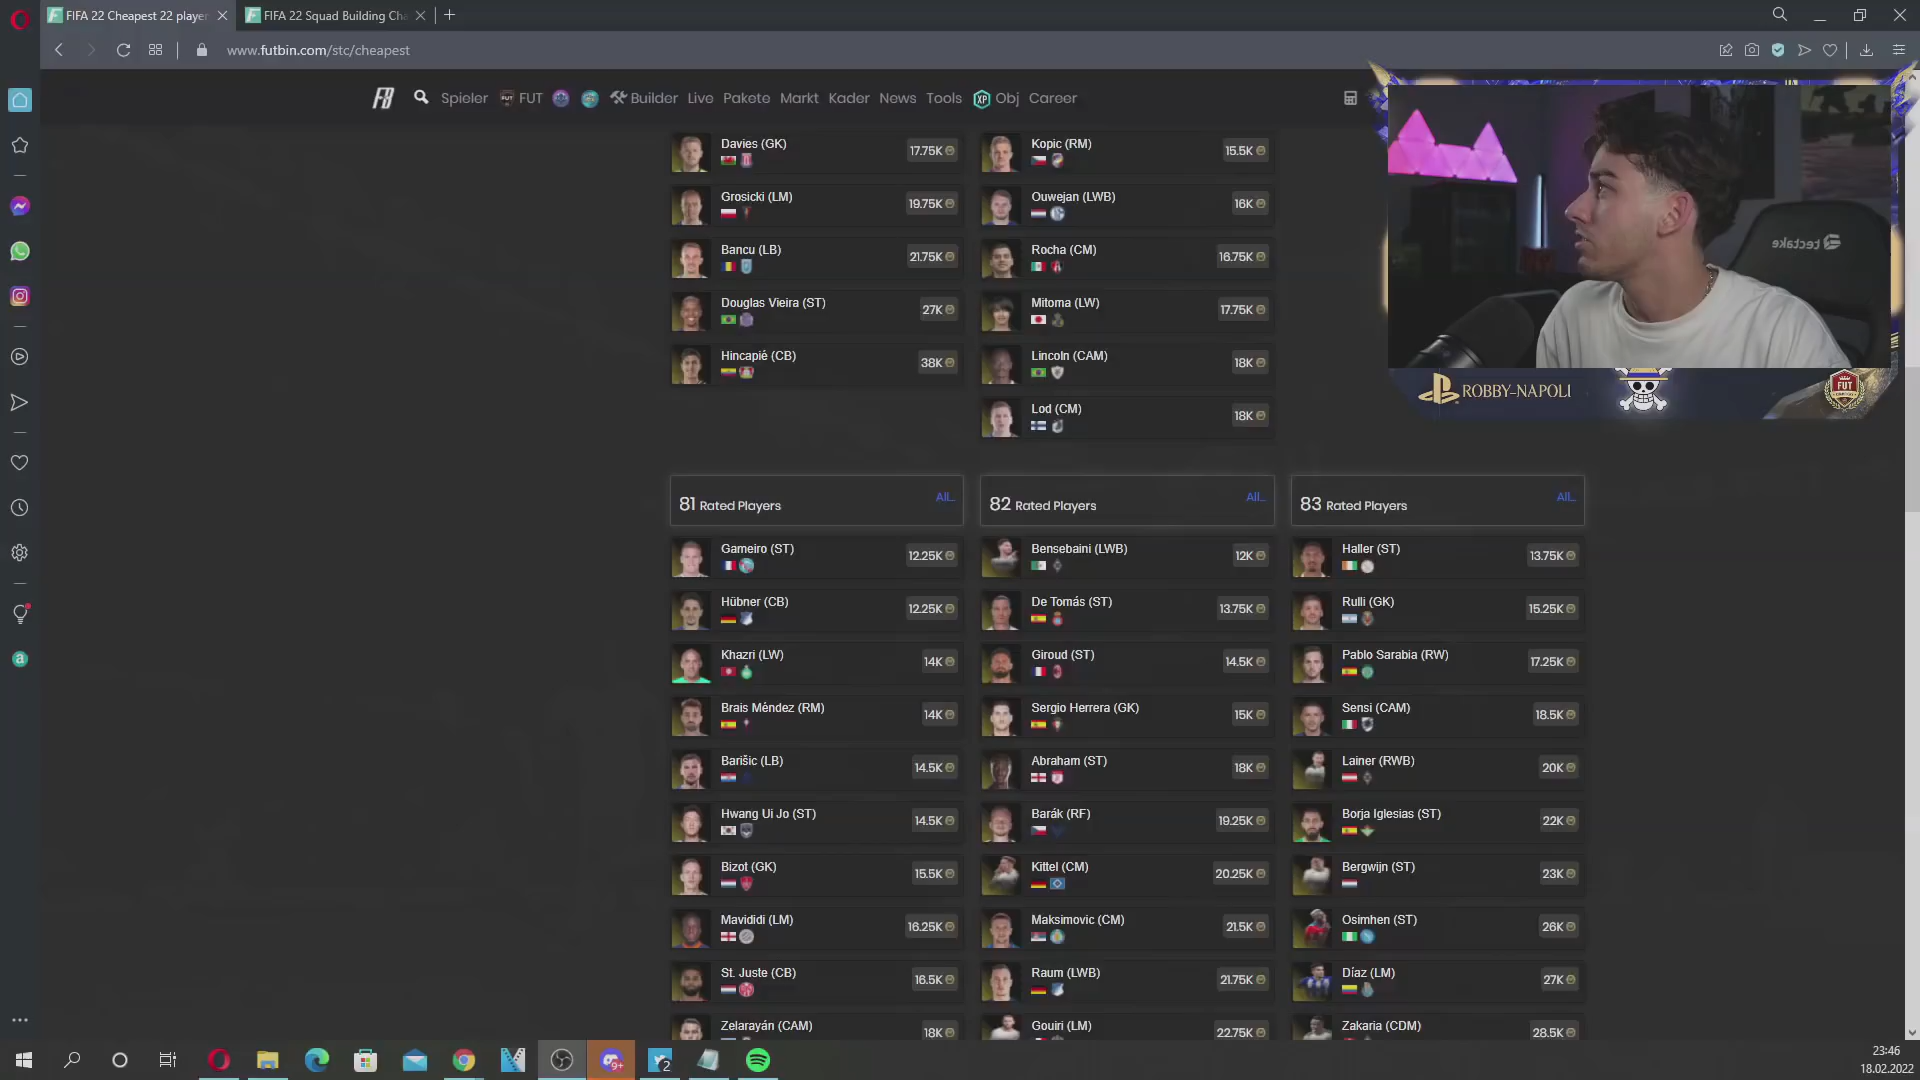 FIFA 22 Cheapest 22 player
FIFA 22 Squad Building Cha
www.futbin.com/stc/cheapest
Spieler
FUT
FUT
Builder
Live
Pakete
Markt
Kader
News
Tools
XP
Obj
Career
Davies (GK)
17.75K
Grosicki (LM)
19.75K
Bancu (LB)
21.75K
Douglas Vieira (ST)
27K
Hincapié (CB)
38K
Kopic (RM)
15.5K
Ouwejan (LWB)
16K
Rocha (CM)
16.75K
Mitoma (LW)
17.75K
Lincoln (CAM)
18K
Lod (CM)
18K
tectake
ROBBY-NAPOLI
FUT
81 Rated Players
All...
Gameiro (ST)
12.25K
Hübner (CB)
12.25K
Khazri (LW)
14K
Brais Méndez (RM)
14K
Barišic (LB)
14.5K
Hwang Ui Jo (ST)
14.5K
Bizot (GK)
15.5K
Mavididi (LM)
16.25K
St. Juste (CB)
16.5K
Zelarayán (CAM)
18K
82 Rated Players
All...
Bensebaini (LWB)
12K
De Tomás (ST)
13.75K
Giroud (ST)
14.5K
Sergio Herrera (GK)
15K
Abraham (ST)
18K
Barák (RF)
19.25K
Kittel (CM)
20.25K
Maksimovic (CM)
21.5K
Raum (LWB)
21.75K
Gouiri (LM)
22.75K
83 Rated Players
All...
Haller (ST)
13.75K
Rulli (GK)
15.25K
Pablo Sarabia (RW)
17.25K
Sensi (CAM)
18.5K
Lainer (RWB)
20K
Borja Iglesias (ST)
22K
Bergwijn (ST)
23K
Osimhen (ST)
26K
Díaz (LM)
27K
Zakaria (CDM)
28.5K
9+
2
23:46
18.02.2022